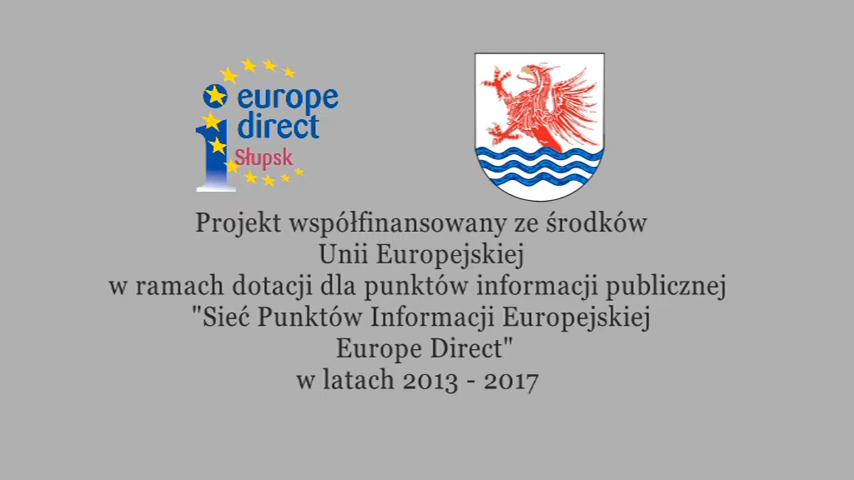 europe
direct
Słupsk
Projekt współfinansowany ze środków
Unii Europejskiej
w ramach dotacji dla punktów informacji publicznej
"Sieć Punktów Informacji Europejskiej
Europe Direct"
w latach 2013 - 2017